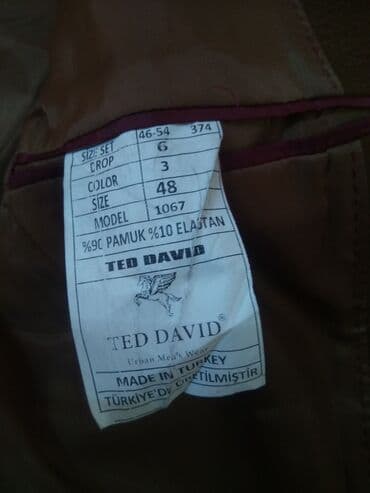 SIZE SET 46-54 374
DROP 6
COLOR 3
SIZE 48
MODEL 1067
%90 PAMUK %10 ELASTAN
TED DAVID
TED DAVID®
Urban Men's Wear
MADE IN TURKEY
TÜRKİYE'DE ÜRETİLMİŞTİR